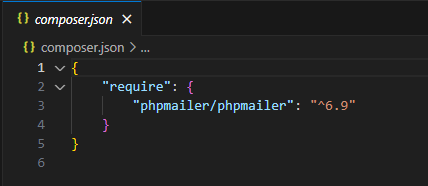 {} composer.json ×
{} composer.json > ...
1 {
2 "require": {
3 "phpmailer/phpmailer": "^6.9"
4 }
5 }
6